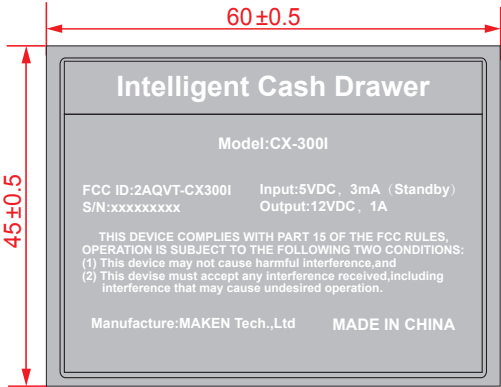 60±0.5
45±0.5
Intelligent Cash Drawer
Model:CX-300I
FCC ID:2AQVT-CX300I Input:5VDC，3mA（Standby）
S/N:xxxxxxxxx Output:12VDC，1A
THIS DEVICE COMPLIES WITH PART 15 OF THE FCC RULES,
OPERATION IS SUBJECT TO THE FOLLOWING TWO CONDITIONS:
(1) This device may not cause harmful interference,and
(2) This devise must accept any interference received,including
interference that may cause undesired operation.
Manufacture:MAKEN Tech.,Ltd MADE IN CHINA